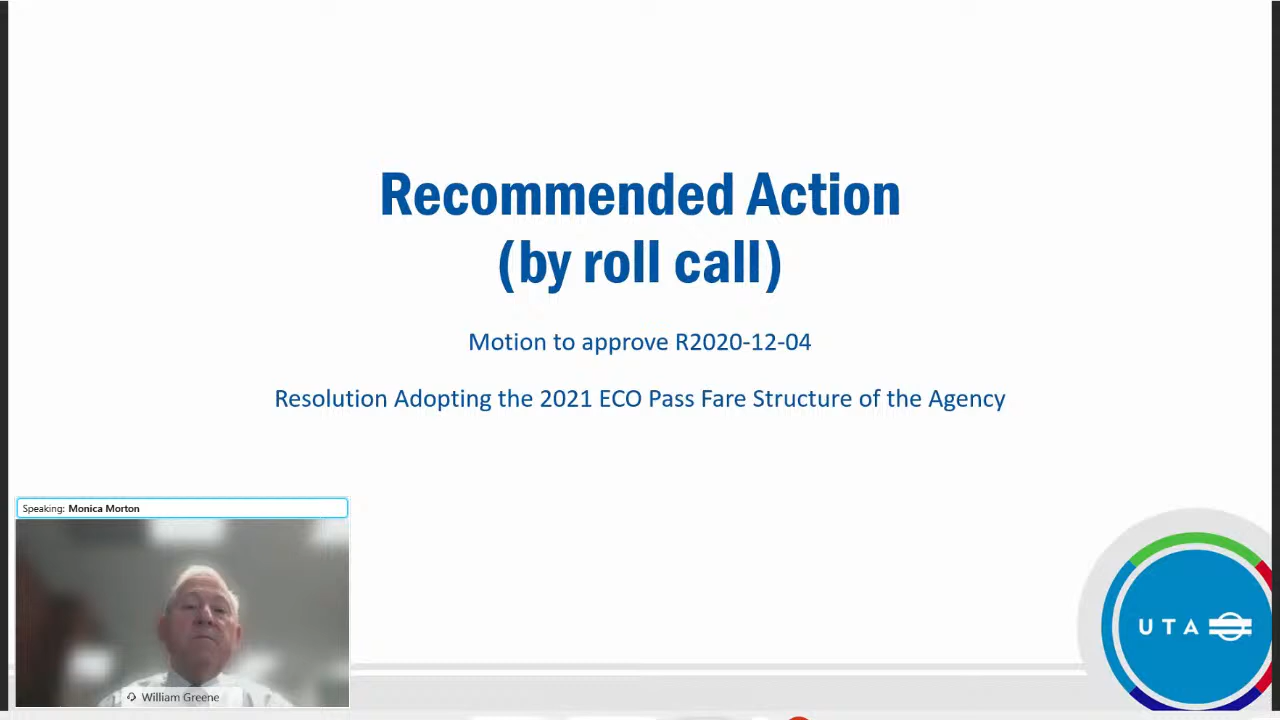 Recommended Action
(by roll call)
Motion to approve R2020-12-04
Resolution Adopting the 2021 ECO Pass Fare Structure of the Agency
Speaking: Monica Morton
William Greene
UTA